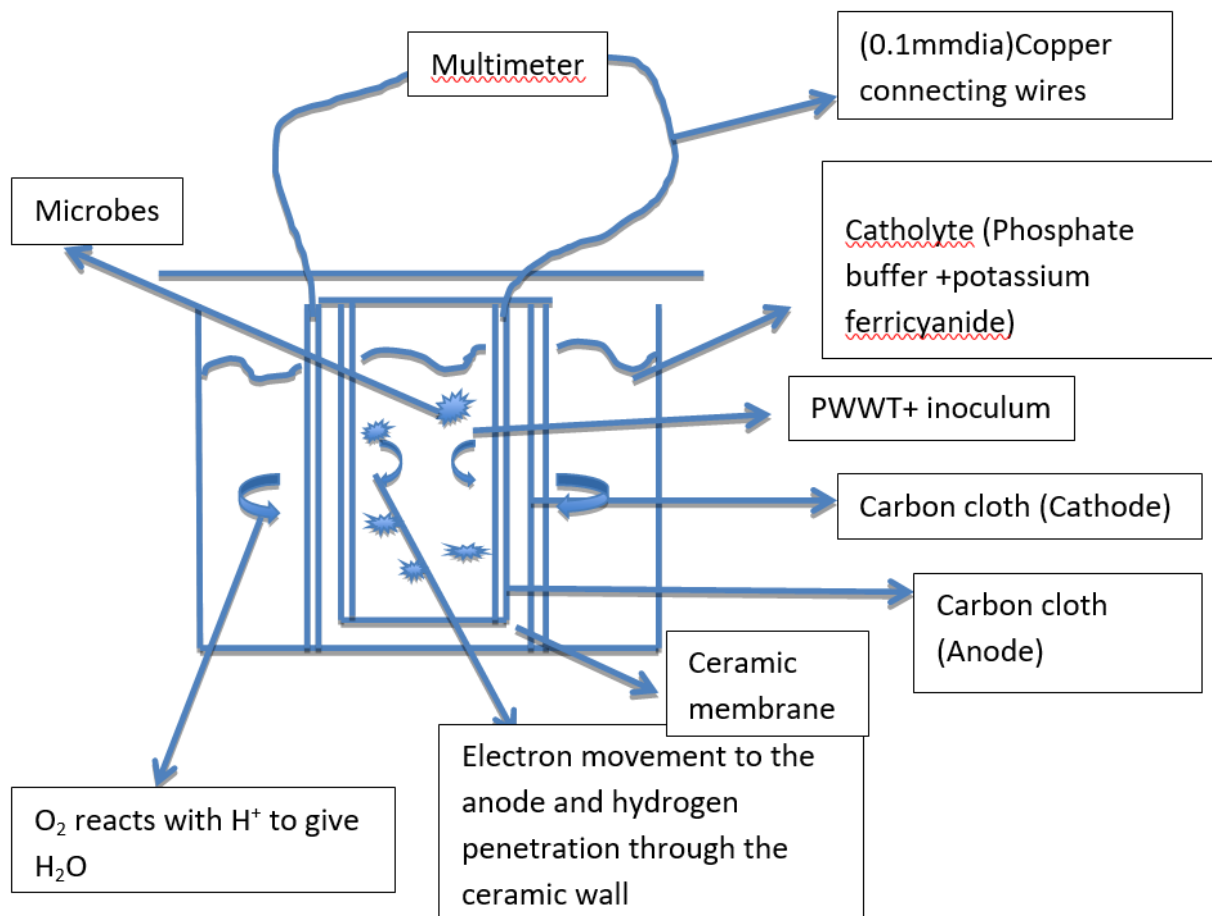 Multimeter
(0.1mmdia)Copper
connecting wires
Microbes
Catholyte (Phosphate
buffer +potassium
ferricyanide)
PWWT+ inoculum
Carbon cloth (Cathode)
Carbon cloth
(Anode)
Ceramic
membrane
Electron movement to the
anode and hydrogen
penetration through the
ceramic wall
O₂ reacts with H⁺ to give
H₂O